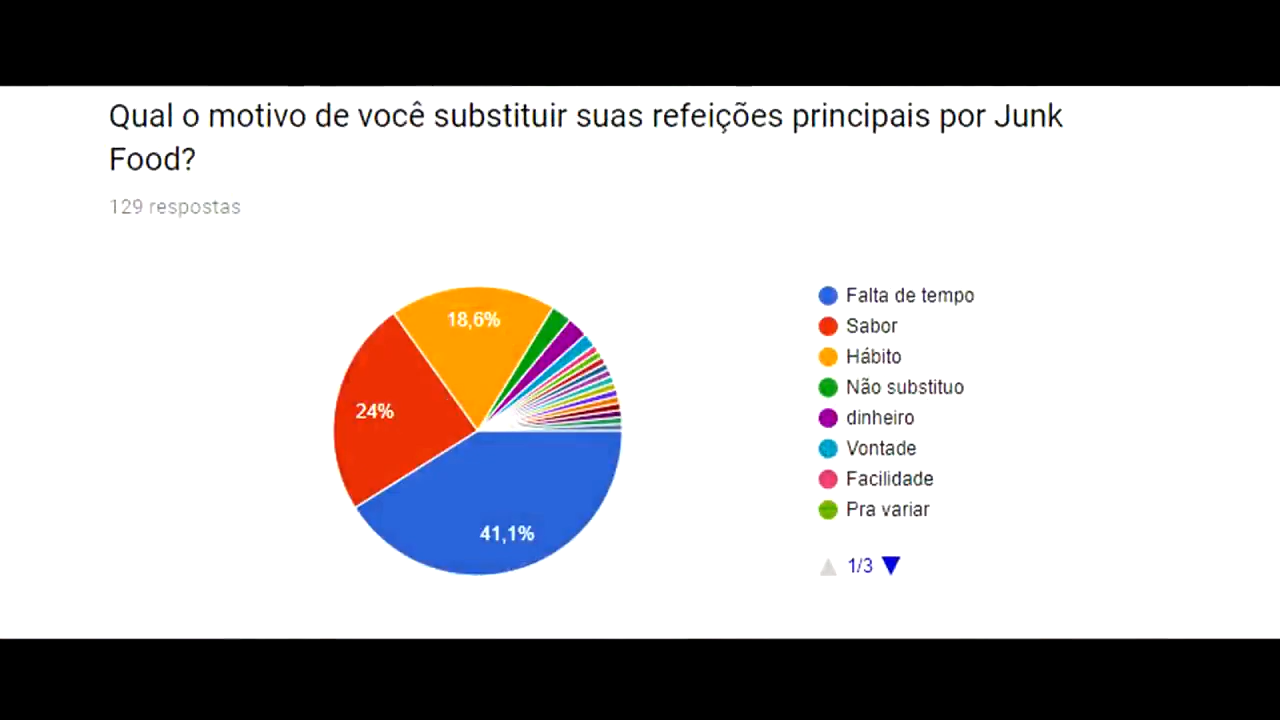 Qual o motivo de você substituir suas refeições principais por Junk
Food?
129 respostas
18,6%
24%
41,1%
Falta de tempo
Sabor
Hábito
Não substituo
dinheiro
Vontade
Facilidade
Pra variar
1/3